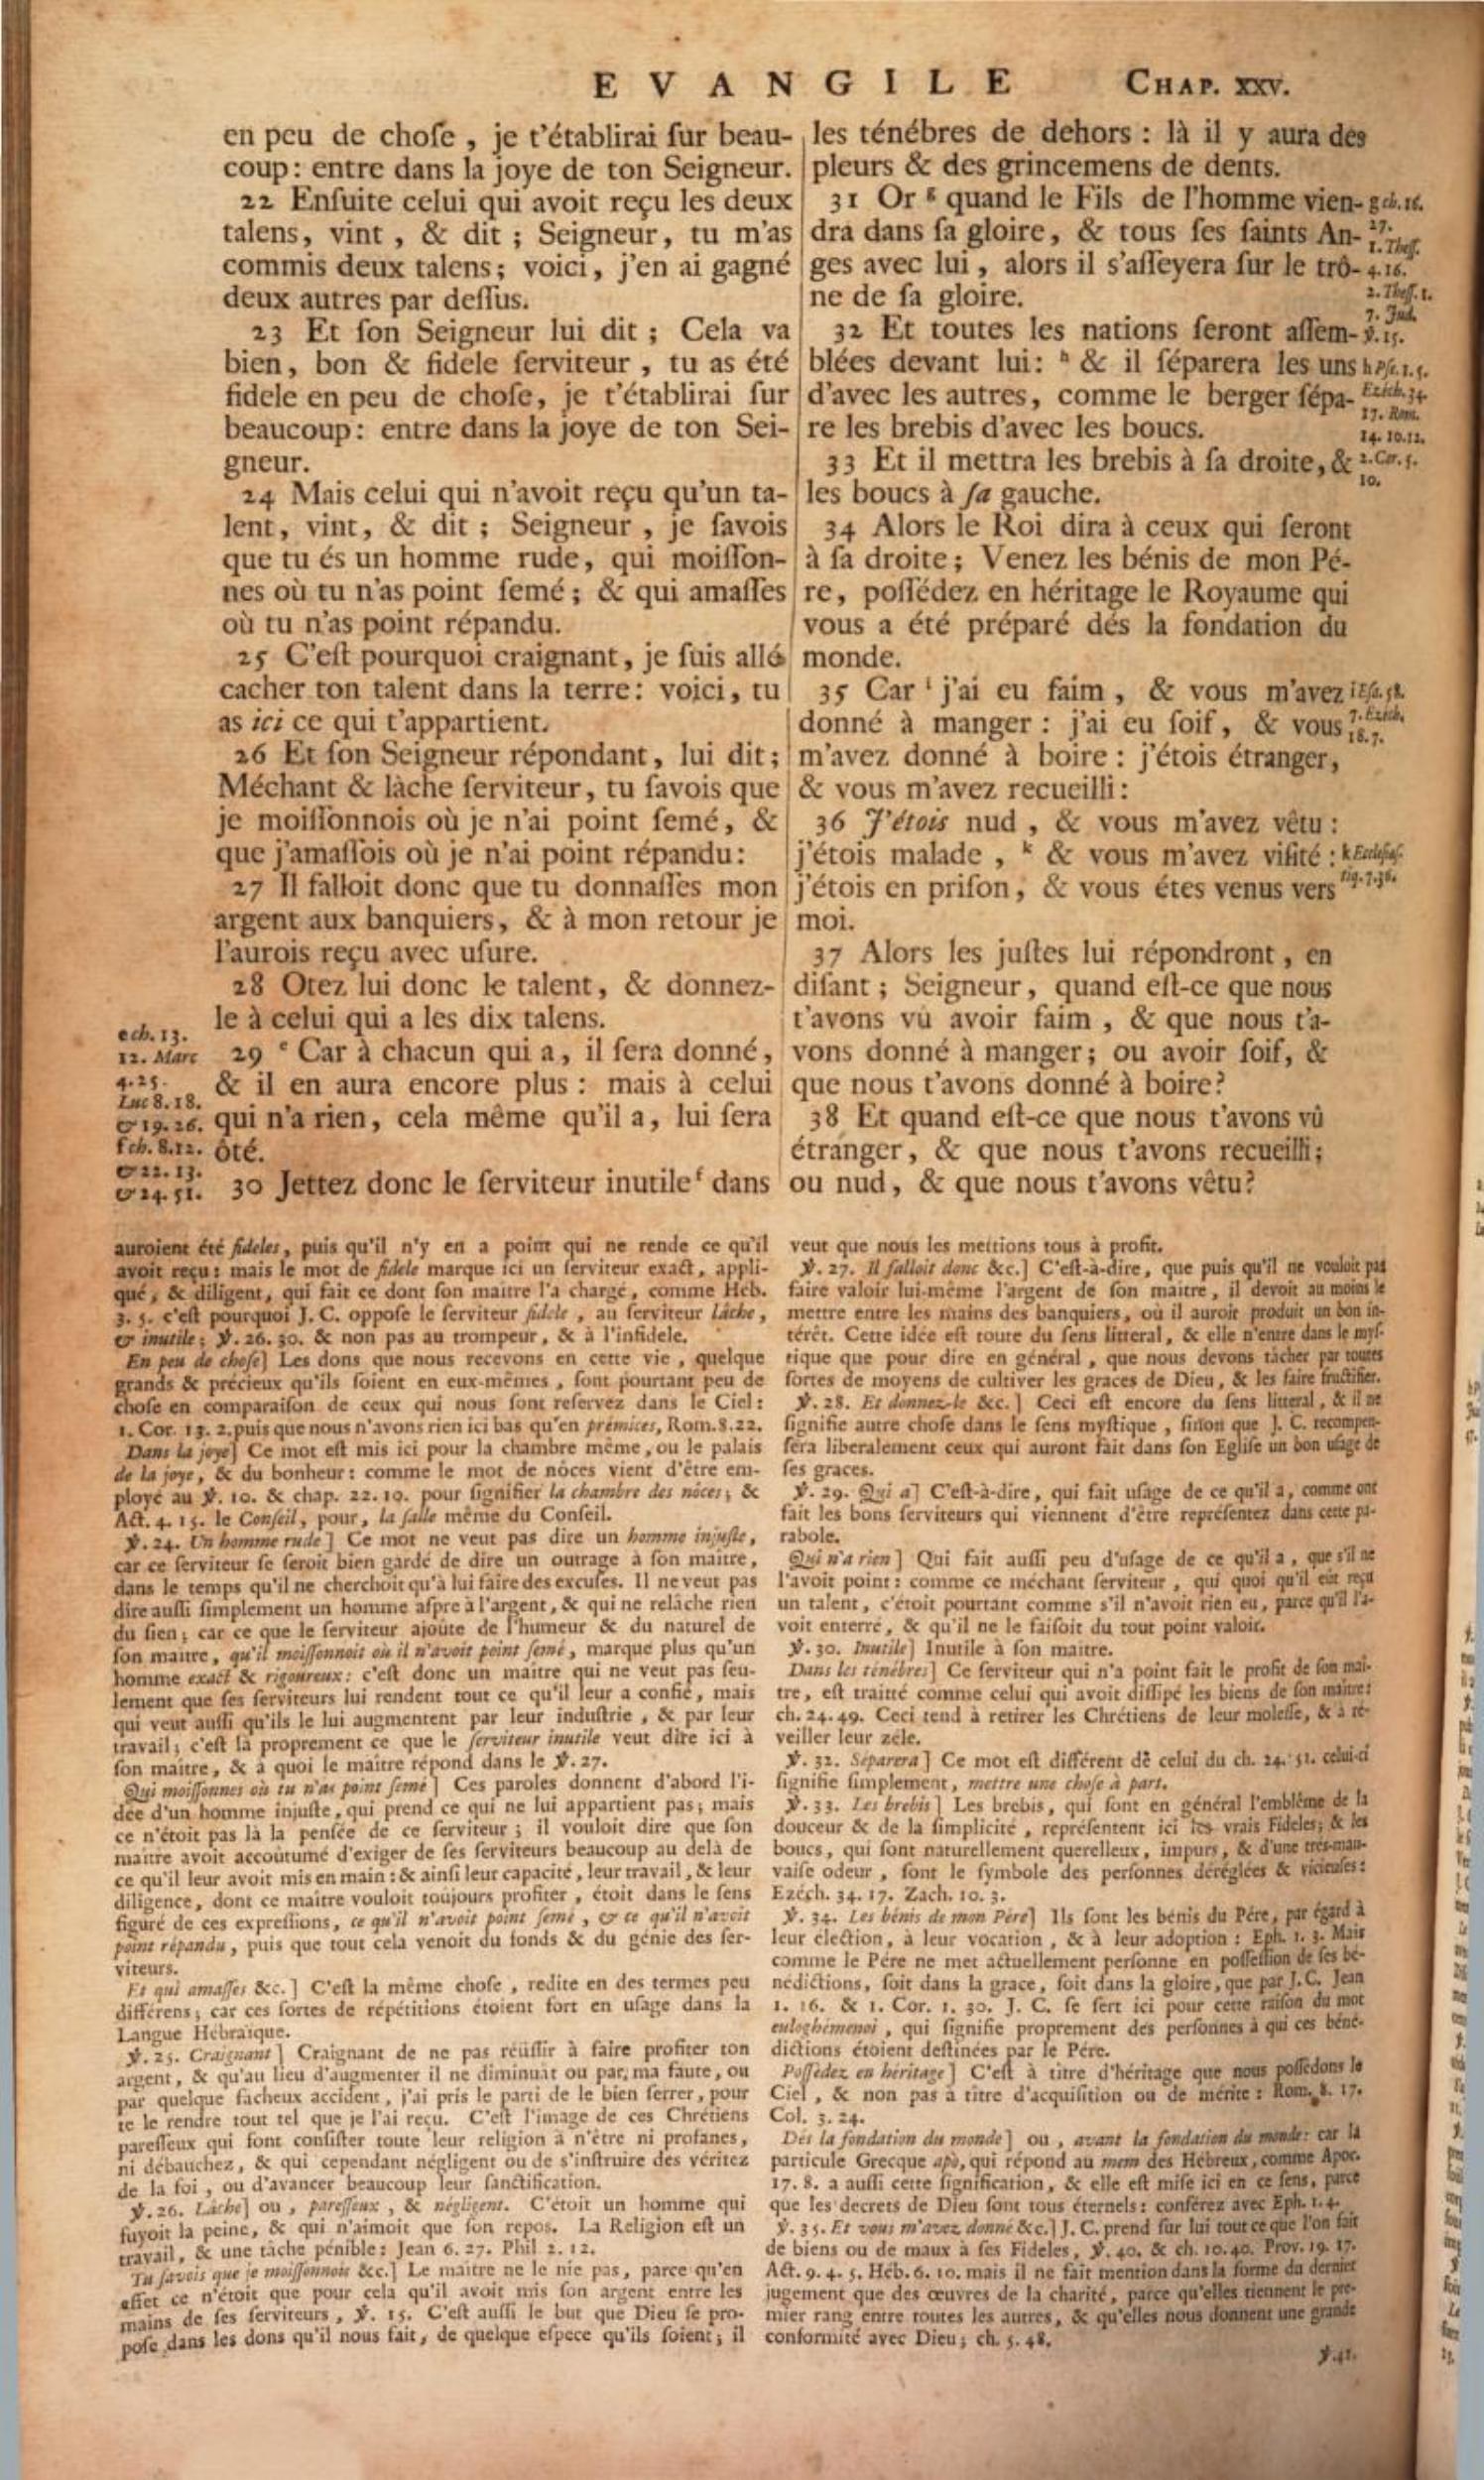 EVANGILE CHAP. XXV.
en peu de choſe , je t'établirai ſur beau-
coup: entre dans la joye de ton Seigneur.
22 Enſuite celui qui avoit reçu les deux
talens, vint , & dit ; Seigneur, tu m'as
commis deux talens; voici, j'en ai gagné
deux autres par deſſus.
23 Et ſon Seigneur lui dit ; Cela va
bien, bon & fidele ſerviteur , tu as été
fidele en peu de choſe, je t'établirai ſur
beaucoup: entre dans la joye de ton Sei-
gneur.
24 Mais celui qui n'avoit reçu qu'un ta-
lent, vint, & dit ; Seigneur , je ſavois
que tu és un homme rude, qui moiſſon-
nes où tu n'as point ſemé ; & qui amaſſes
où tu n'as point répandu.
25 C'eſt pourquoi craignant, je ſuis allé
cacher ton talent dans la terre: voici, tu
as ici ce qui t'appartient.
26 Et ſon Seigneur répondant, lui dit ;
Méchant & làche ſerviteur, tu ſavois que
je moiſſonnois où je n'ai point ſemé, &
que j'amaſſois où je n'ai point répandu:
27 Il falloit donc que tu donnaſſes mon
argent aux banquiers, & à mon retour je
l'aurois reçu avec uſure.
28 Otez lui donc le talent, & donnez-
le à celui qui a les dix talens.
29 e Car à chacun qui a, il ſera donné,
& il en aura encore plus : mais à celui
qui n'a rien, cela même qu'il a, lui ſera
ôté.
30 Jettez donc le ſerviteur inutile f dans
e ch. 13.
12. Marc
4.25.
Luc 8.18.
& 19.26.
f ch. 8.12.
& 22.13.
& 24.51.
les ténébres de dehors : là il y aura des
pleurs & des grincemens de dents.
31 Or g quand le Fils de l'homme vien-
dra dans ſa gloire, & tous ſes ſaints An-
ges avec lui , alors il s'aſſeyera ſur le trô-
ne de ſa gloire.
32 Et toutes les nations ſeront aſſem-
blées devant lui: h & il ſéparera les uns
d'avec les autres, comme le berger ſépa-
re les brebis d'avec les boucs.
33 Et il mettra les brebis à ſa droite, &
les boucs à ſa gauche.
34 Alors le Roi dira à ceux qui ſeront
à ſa droite ; Venez les bénis de mon Pé-
re, poſſédez en héritage le Royaume qui
vous a été préparé dés la fondation du
monde.
35 Car i j'ai eu faim , & vous m'avez
donné à manger : j'ai eu ſoif, & vous
m'avez donné à boire : j'étois étranger,
& vous m'avez recueilli :
36 J'étois nud , & vous m'avez vêtu :
j'étois malade , k & vous m'avez viſité :
j'étois en priſon, & vous étes venus vers
moi.
37 Alors les juſtes lui répondront , en
diſant ; Seigneur, quand eſt-ce que nous
t'avons vû avoir faim , & que nous t'a-
vons donné à manger; ou avoir ſoif, &
que nous t'avons donné à boire?
38 Et quand eſt-ce que nous t'avons vû
étranger, & que nous t'avons recueilli;
ou nud, & que nous t'avons vêtu?
g ch. 16.
27.
1. Theſſ.
4.16.
2. Theſſ. 1.
7. Jud.
℣.15.
h Pſe. 1.5.
Ezéch. 34.
17. Rom.
14. 10.12.
2. Cor. 5.
10.
i Eſa. 58.
7. Ezéch.
18.7.
k Eccleſiaſ-
tiq. 7.36.
auroient été fideles, puis qu'il n'y en a point qui ne rende ce qu'il
avoit reçu: mais le mot de fidele marque ici un ſerviteur exact, appli-
qué, & diligent, qui fait ce dont ſon maitre l'a chargé, comme Héb.
3. 5. c'eſt pourquoi J. C. oppoſe le ſerviteur fidele , au ſerviteur lâche,
& inutile ; ℣. 26. 30. & non pas au trompeur, & à l'infidele.
En peu de choſe] Les dons que nous recevons en cette vie , quelque
grands & précieux qu'ils ſoient en eux-mêmes , ſont pourtant peu de
choſe en comparaiſon de ceux qui nous ſont reſervez dans le Ciel :
1. Cor. 13. 2. puis que nous n'avons rien ici bas qu'en prémices, Rom. 8.22.
Dans la joye] Ce mot eſt mis ici pour la chambre même, ou le palais
de la joye, & du bonheur : comme le mot de nôces vient d'être em-
ployé au ℣. 10. & chap. 22. 10. pour ſignifier la chambre des nôces; &
Act. 4. 15. le Conſeil, pour, la ſalle même du Conſeil.
℣. 24. Un homme rude] Ce mot ne veut pas dire un homme injuſte,
car ce ſerviteur ſe ſeroit bien gardé de dire un outrage à ſon maitre,
dans le temps qu'il ne cherchoit qu'à lui faire des excuſes. Il ne veut pas
dire auſſi ſimplement un homme aſpre à l'argent, & qui ne relâche rien
du ſien ; car ce que le ſerviteur ajoûte de l'humeur & du naturel de
ſon maitre, qu'il moiſſonnoit où il n'avoit point ſemé, marque plus qu'un
homme exact & rigoureux : c'eſt donc un maitre qui ne veut pas ſeu-
lement que ſes ſerviteurs lui rendent tout ce qu'il leur a confié, mais
qui veut auſſi qu'ils le lui augmentent par leur induſtrie , & par leur
travail ; c'eſt là proprement ce que le ſerviteur inutile veut dire ici à
ſon maitre, & à quoi le maitre répond dans le ℣. 27.
Qui moiſſonnes où tu n'as point ſemé] Ces paroles donnent d'abord l'i-
dée d'un homme injuſte, qui prend ce qui ne lui appartient pas; mais
ce n'étoit pas là la penſée de ce ſerviteur ; il vouloit dire que ſon
maitre avoit accoûtumé d'exiger de ſes ſerviteurs beaucoup au delà de
ce qu'il leur avoit mis en main : & ainſi leur capacité, leur travail, & leur
diligence, dont ce maitre vouloit toûjours profiter , étoit dans le ſens
figuré de ces expreſſions, ce qu'il n'avoit point ſemé, & ce qu'il n'avoit
point répandu, puis que tout cela venoit du fonds & du génie des ſer-
viteurs.
Et qui amaſſes &c.] C'eſt la même choſe , redite en des termes peu
différens; car ces ſortes de répétitions étoient fort en uſage dans la
Langue Hébraïque.
℣. 25. Craignant] Craignant de ne pas réüſſir à faire profiter ton
argent, & qu'au lieu d'augmenter il ne diminuât ou par ma faute, ou
par quelque fâcheux accident, j'ai pris le parti de le bien ſerrer, pour
te le rendre tout tel que je l'ai reçu. C'eſt l'image de ces Chrétiens
pareſſeux qui font conſiſter toute leur religion à n'être ni profanes,
ni débauchez, & qui cependant négligent ou de s'inſtruire des véritez
de la foi , ou d'avancer beaucoup leur ſanctification.
℣. 26. Lâche] ou , pareſſeux , & négligent. C'étoit un homme qui
fuyoit la peine, & qui n'aimoit que ſon repos. La Religion eſt un
travail, & une tâche pénible: Jean 6. 27. Phil 2. 12.
Tu ſavois que je moiſſonnois &c.] Le maitre ne le nie pas, parce qu'en
effet ce n'étoit que pour cela qu'il avoit mis ſon argent entre les
mains de ſes ſerviteurs , ℣. 15. C'eſt auſſi le but que Dieu ſe pro-
poſe dans les dons qu'il nous fait, de quelque eſpece qu'ils ſoient; il
veut que nous les mettions tous à profit.
℣. 27. Il falloit donc &c.] C'eſt-à-dire, que puis qu'il ne vouloit pas
faire valoir lui-même l'argent de ſon maitre, il devoit au moins le
mettre entre les mains des banquiers, où il auroit produit un bon in-
térêt. Cette idée eſt toute du ſens litteral, & elle n'entre dans le myſ-
tique que pour dire en général , que nous devons tâcher par toutes
ſortes de moyens de cultiver les graces de Dieu, & les faire fructifier.
℣. 28. Et donnez-le &c.] Ceci eſt encore du ſens litteral, & il ne
ſignifie autre choſe dans le ſens myſtique , ſinon que J. C. recompen-
ſera liberalement ceux qui auront fait dans ſon Egliſe un bon uſage de
ſes graces.
℣. 29. Qui a] C'eſt-à-dire, qui fait uſage de ce qu'il a, comme ont
fait les bons ſerviteurs qui viennent d'être repréſentez dans cette pa-
rabole.
Qui n'a rien] Qui fait auſſi peu d'uſage de ce qu'il a, que s'il ne
l'avoit point : comme ce méchant ſerviteur , qui quoi qu'il eût reçu
un talent, c'étoit pourtant comme s'il n'avoit rien eu, parce qu'il l'a-
voit enterré, & qu'il ne le faiſoit du tout point valoir.
℣. 30. Inutile] Inutile à ſon maitre.
Dans les ténébres] Ce ſerviteur qui n'a point fait le profit de ſon mai-
tre, eſt traitté comme celui qui avoit diſſipé les biens de ſon maitre:
ch. 24. 49. Ceci tend à retirer les Chrétiens de leur moleſſe, & à ré-
veiller leur zéle.
℣. 32. Séparera] Ce mot eſt différent de celui du ch. 24. 51. celui-ci
ſignifie ſimplement, mettre une choſe à part.
℣. 33. Les brebis] Les brebis, qui ſont en général l'emblême de la
douceur & de la ſimplicité , repréſentent ici les vrais Fideles; & les
boucs, qui ſont naturellement querelleux, impurs, & d'une tres-mau-
vaiſe odeur , ſont le ſymbole des perſonnes déréglées & vicieuſes :
Ezéch. 34. 17. Zach. 10. 3.
℣. 34. Les bénis de mon Pére] Ils ſont les bénis du Pére, par égard à
leur élection, à leur vocation , & à leur adoption : Eph. 1. 3. Mais
comme le Pére ne met actuellement perſonne en poſſeſſion de ſes bé-
nédictions, ſoit dans la grace, ſoit dans la gloire, que par J. C. Jean
1. 16. & 1. Cor. 1. 30. J. C. ſe ſert ici pour cette raiſon du mot
euloghémenoi , qui ſignifie proprement des perſonnes à qui ces béné-
dictions étoient deſtinées par le Pére.
Poſſédez en héritage] C'eſt à titre d'héritage que nous poſſedons le
Ciel , & non pas à titre d'acquiſition ou de mérite : Rom. 8. 17.
Col. 3. 24.
Dés la fondation du monde] ou , avant la fondation du monde: car la
particule Grecque apò, qui répond au mem des Hébreux, comme Apoc.
17. 8. a auſſi cette ſignification, & elle eſt miſe ici en ce ſens, parce
que les decrets de Dieu ſont tous éternels : conférez avec Eph. 1. 4.
℣. 35. Et vous m'avez donné &c.] J. C. prend ſur lui tout ce que l'on fait
de biens ou de maux à ſes Fideles, ℣. 40. & ch. 10. 40. Prov. 19. 17.
Act. 9. 4. 5. Héb. 6. 10. mais il ne fait mention dans la forme du dernier
jugement que des œuvres de la charité, parce qu'elles tiennent le pre-
mier rang entre toutes les autres, & qu'elles nous donnent une grande
conformité avec Dieu; ch. 5. 48.
℣. 41.